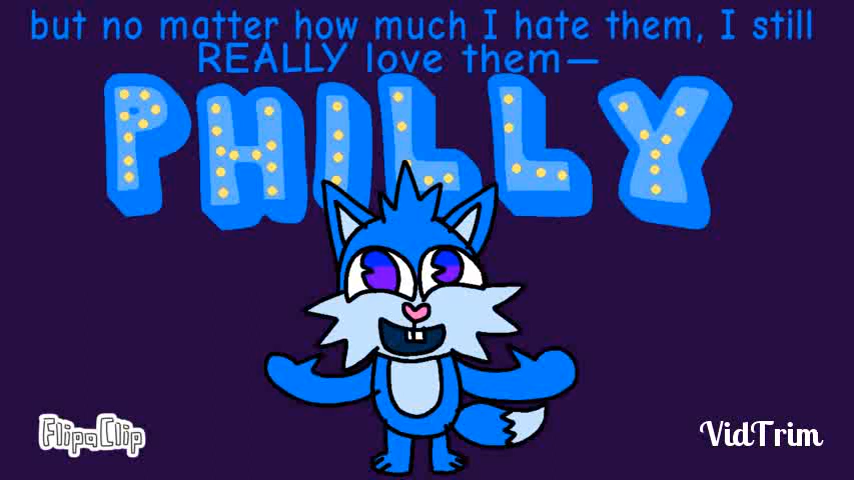 but no matter how much I hate them, I still
REALLY love them—
PHILLY
FlipaClip
VidTrim